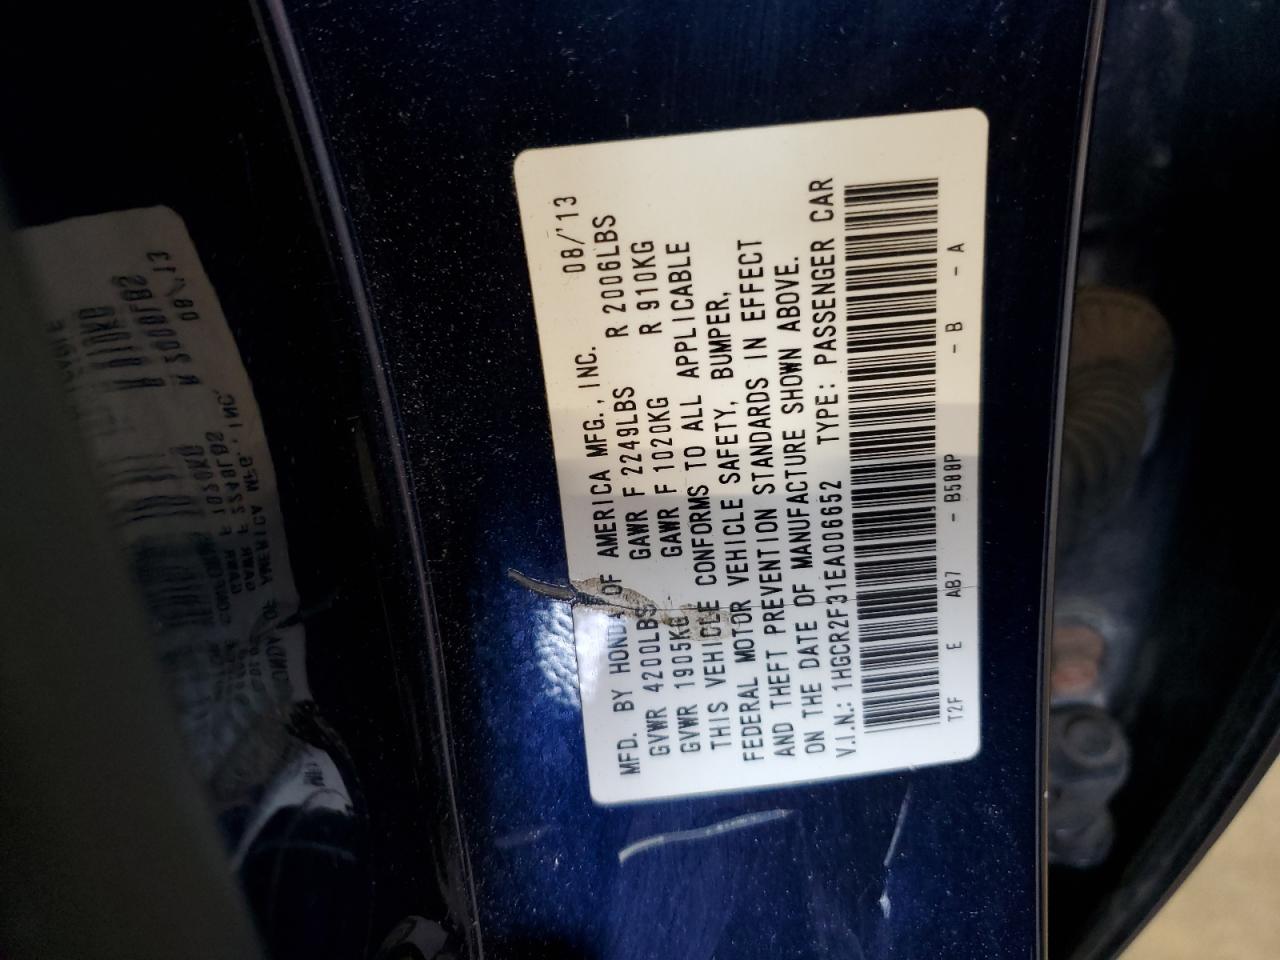 MFD. BY HONDA OF AMERICA MFG., INC. 08/'13
GVWR 4200LBS GAWR F 2249LBS R 2006LBS
GVWR 1905KG GAWR F 1020KG R 910KG
THIS VEHICLE CONFORMS TO ALL APPLICABLE
FEDERAL MOTOR VEHICLE SAFETY, BUMPER,
AND THEFT PREVENTION STANDARDS IN EFFECT
ON THE DATE OF MANUFACTURE SHOWN ABOVE.
V.I.N.: 1HGCR2F31EA006652 TYPE: PASSENGER CAR
T2F E AB7 - B588P - B - A